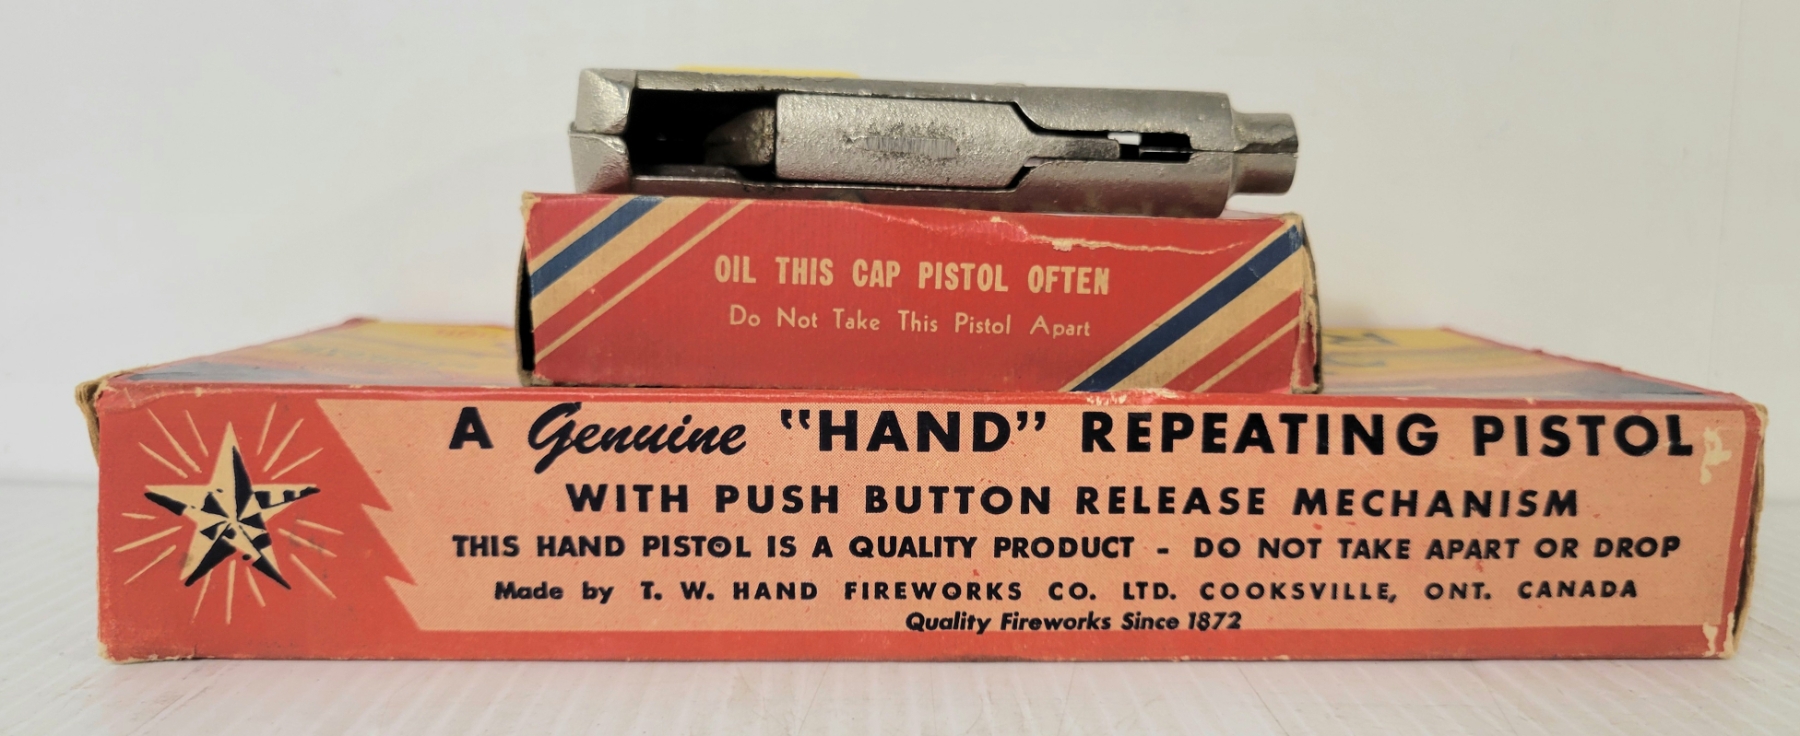 OIL THIS CAP PISTOL OFTEN
Do Not Take This Pistol Apart
A Genuine "HAND" REPEATING PISTOL
WITH PUSH BUTTON RELEASE MECHANISM
THIS HAND PISTOL IS A QUALITY PRODUCT - DO NOT TAKE APART OR DROP
Made by T. W. HAND FIREWORKS CO. LTD. COOKSVILLE, ONT. CANADA
Quality Fireworks Since 1872